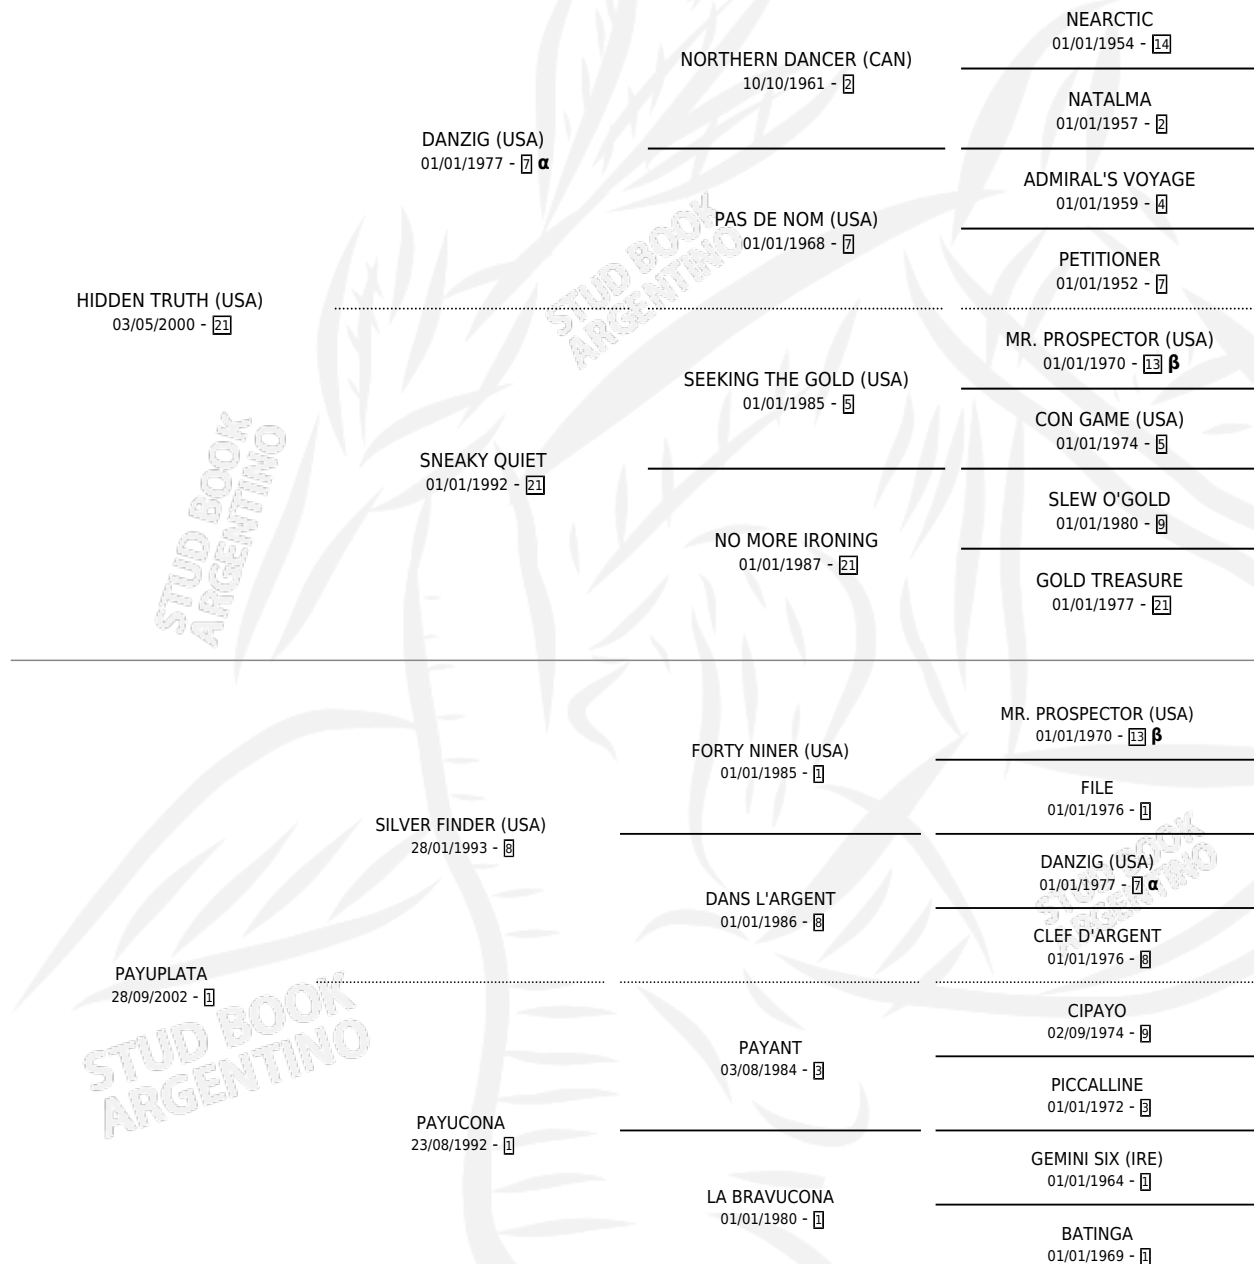 NEARCTIC
01/01/1954 - 14
NORTHERN DANCER (CAN)
10/10/1961 - 2
NATALMA
01/01/1957 - 2
DANZIG (USA)
01/01/1977 - 7 α
ADMIRAL'S VOYAGE
01/01/1959 - 4
PAS DE NOM (USA)
01/01/1968 - 7
PETITIONER
01/01/1952 - 7
HIDDEN TRUTH (USA)
03/05/2000 - 21
MR. PROSPECTOR (USA)
01/01/1970 - 13 β
SEEKING THE GOLD (USA)
01/01/1985 - 5
CON GAME (USA)
01/01/1974 - 5
SNEAKY QUIET
01/01/1992 - 21
SLEW O'GOLD
01/01/1980 - 9
NO MORE IRONING
01/01/1987 - 21
GOLD TREASURE
01/01/1977 - 21
MR. PROSPECTOR (USA)
01/01/1970 - 13 β
FORTY NINER (USA)
01/01/1985 - 1
FILE
01/01/1976 - 1
SILVER FINDER (USA)
28/01/1993 - 8
DANZIG (USA)
01/01/1977 - 7 α
DANS L'ARGENT
01/01/1986 - 8
CLEF D'ARGENT
01/01/1976 - 8
PAYUPLATA
28/09/2002 - 1
CIPAYO
02/09/1974 - 9
PAYANT
03/08/1984 - 3
PICCALLINE
01/01/1972 - 3
PAYUCONA
23/08/1992 - 1
GEMINI SIX (IRE)
01/01/1964 - 1
LA BRAVUCONA
01/01/1980 - 1
BATINGA
01/01/1969 - 1
STUD BOOK
ARGENTINO
STUD BOOK
ARGENTINO
STUD BOOK
ARGENTINO
STUD BOOK
ARGENTINO